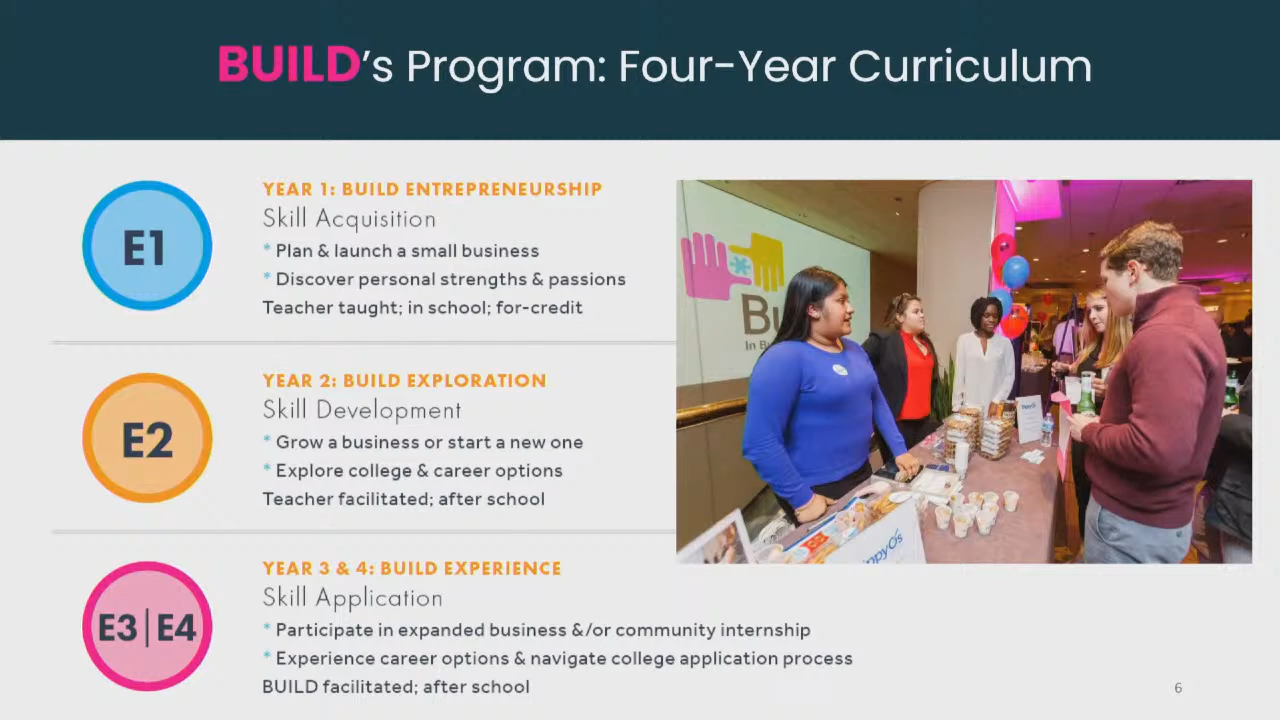 BUILD's Program: Four-Year Curriculum
E1
YEAR 1: BUILD ENTREPRENEURSHIP
Skill Acquisition
* Plan & launch a small business
* Discover personal strengths & passions
Teacher taught; in school; for-credit
E2
YEAR 2: BUILD EXPLORATION
Skill Development
* Grow a business or start a new one
* Explore college & career options
Teacher facilitated; after school
E3|E4
YEAR 3 & 4: BUILD EXPERIENCE
Skill Application
* Participate in expanded business &/or community internship
* Experience career options & navigate college application process
BUILD facilitated; after school
6